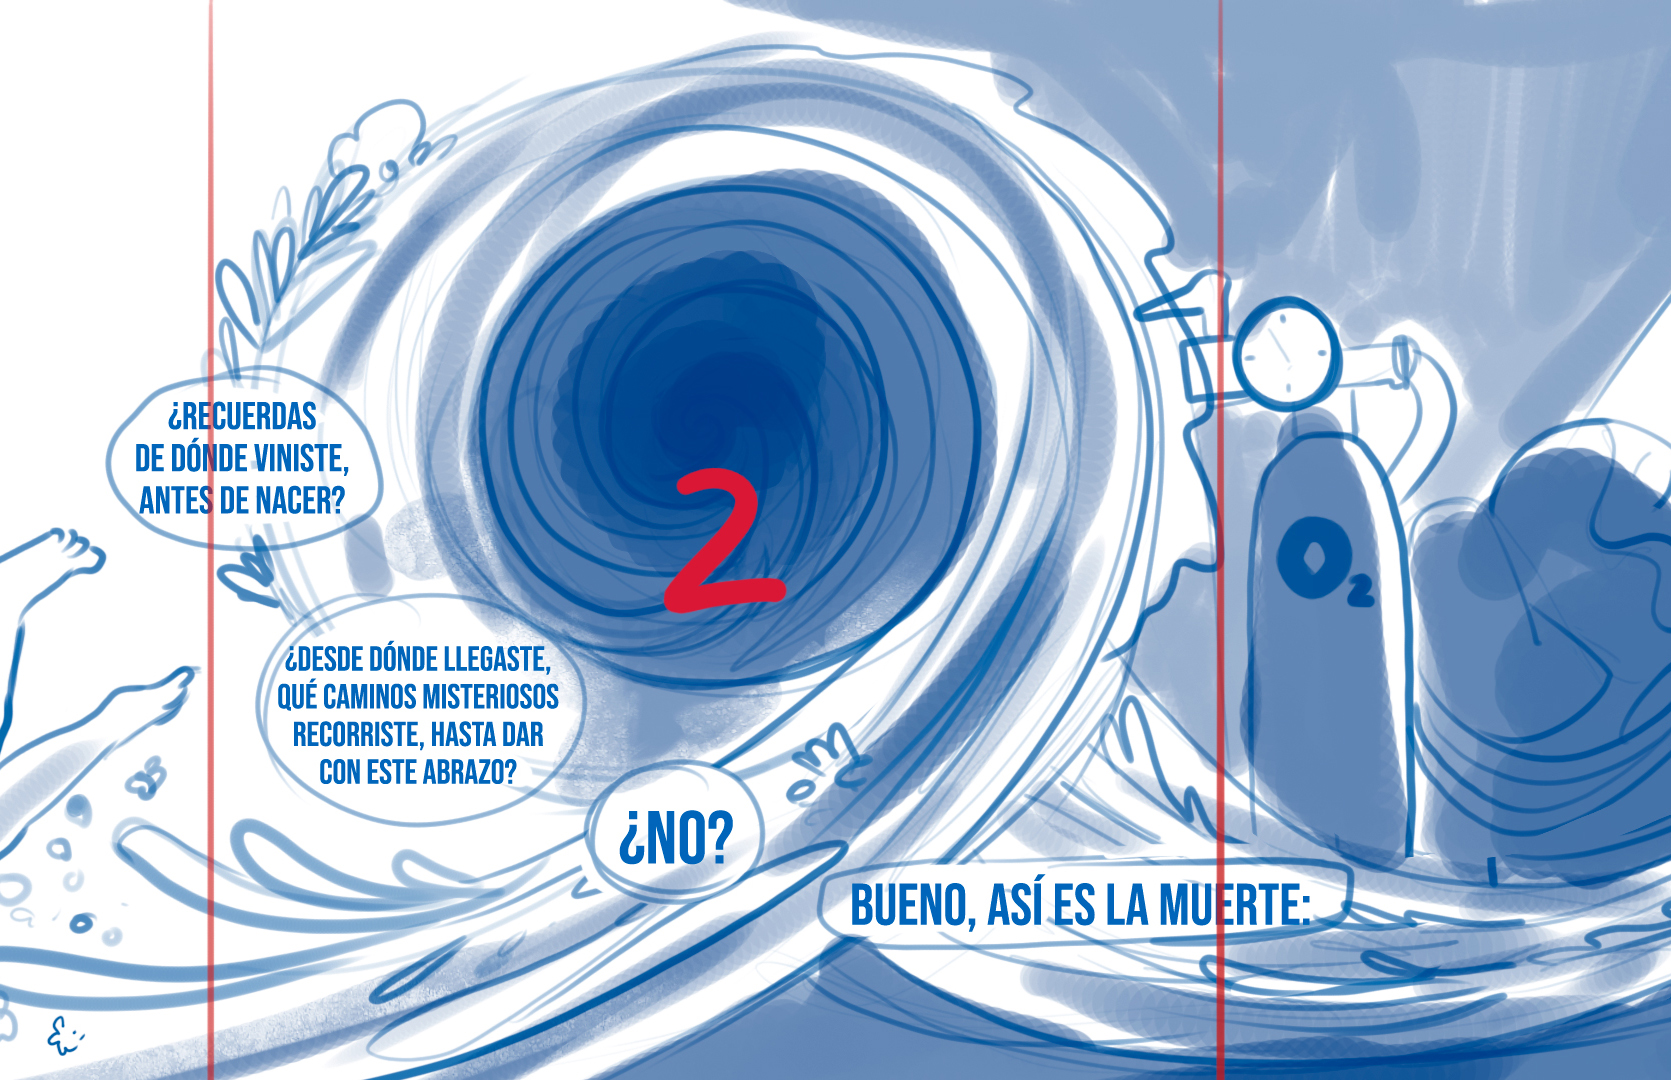 ¿RECUERDAS
DE DÓNDE VINISTE,
ANTES DE NACER?
¿DESDE DÓNDE LLEGASTE,
QUÉ CAMINOS MISTERIOSOS
RECORRISTE, HASTA DAR
CON ESTE ABRAZO?
2
¿NO?
O2
BUENO, ASÍ ES LA MUERTE: